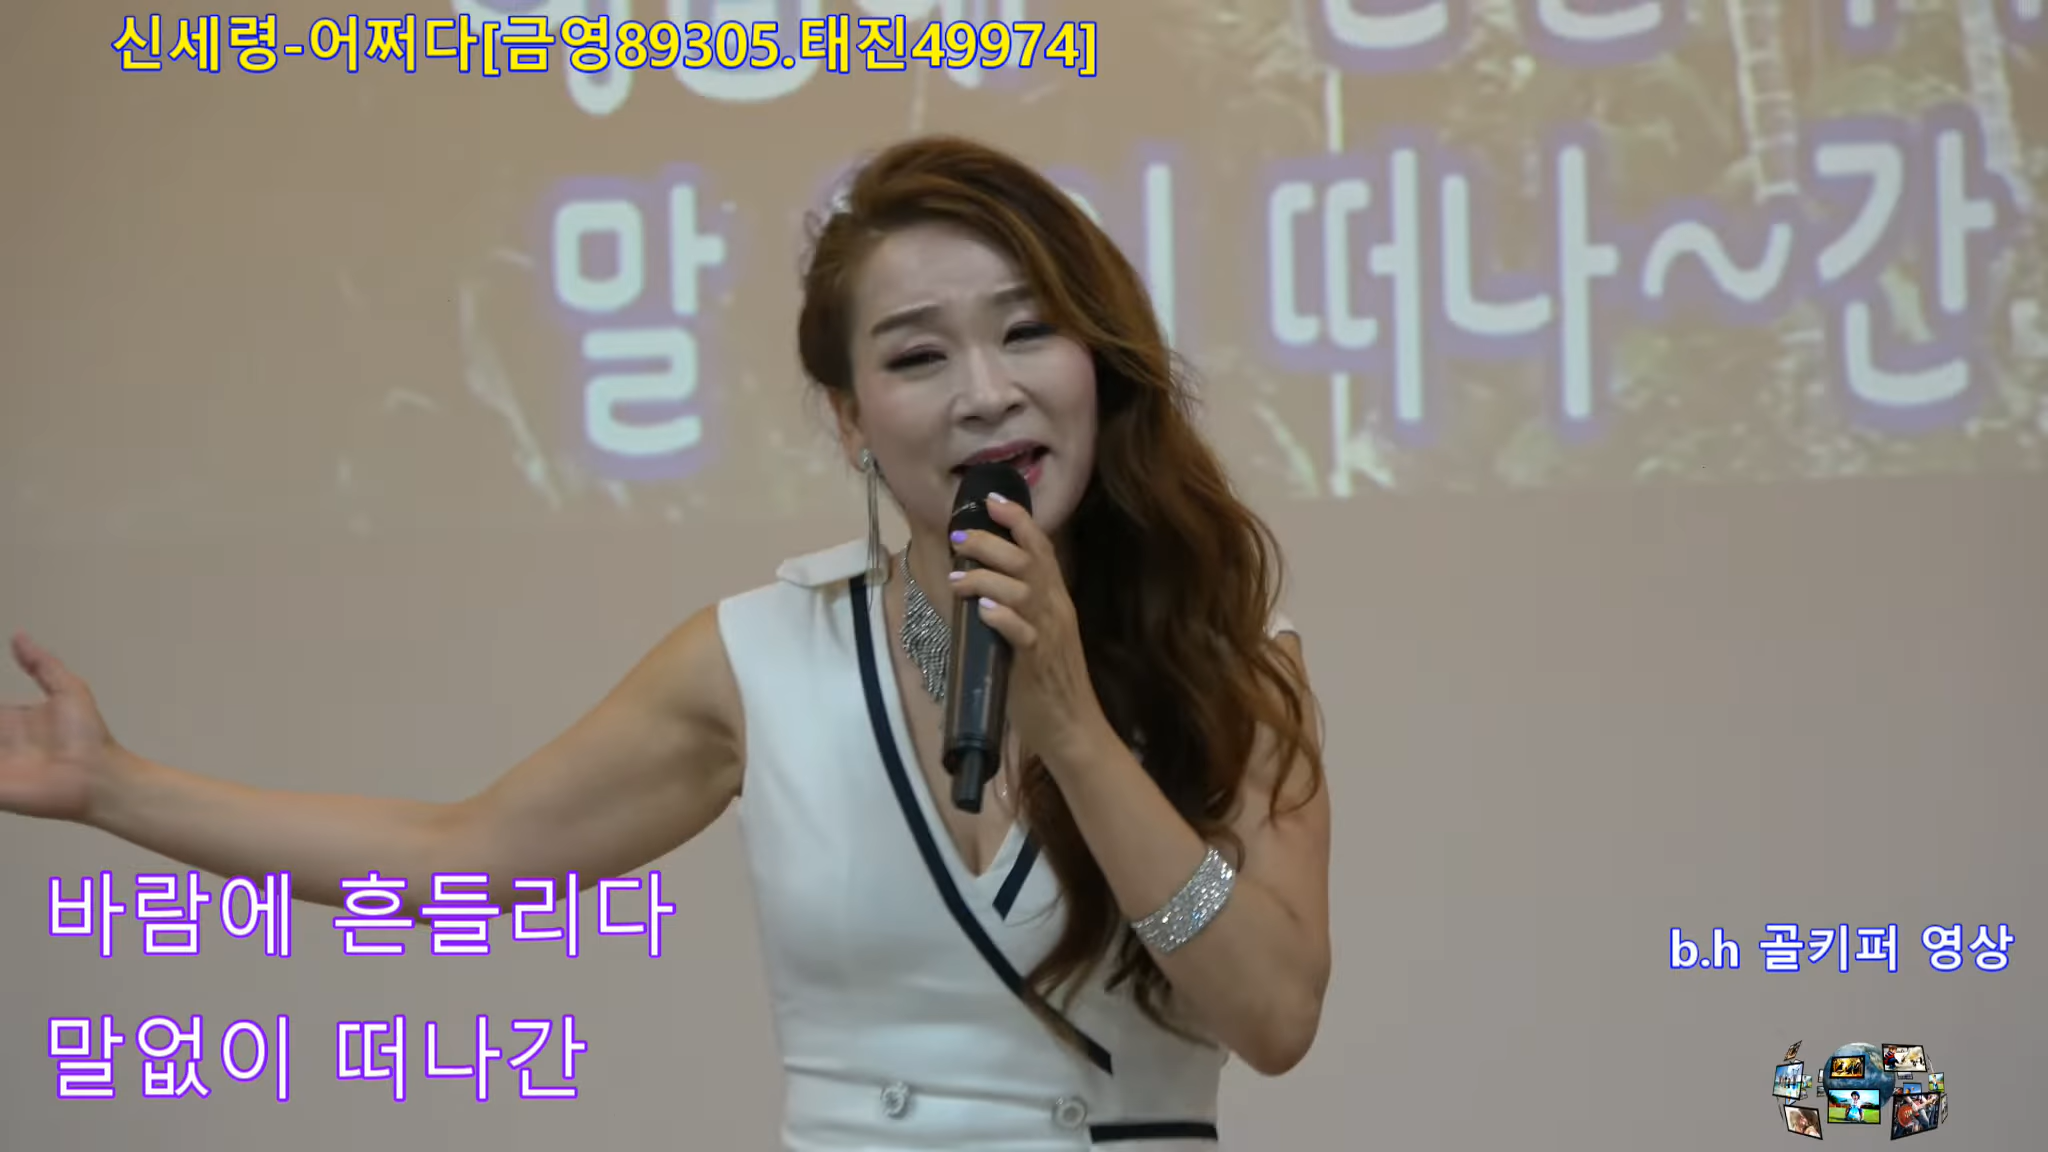 신세령-어쩌다[금영89305.태진49974]
말 떠나~간
바람에 흔들리다
말없이 떠나간
b.h 골키퍼 영상